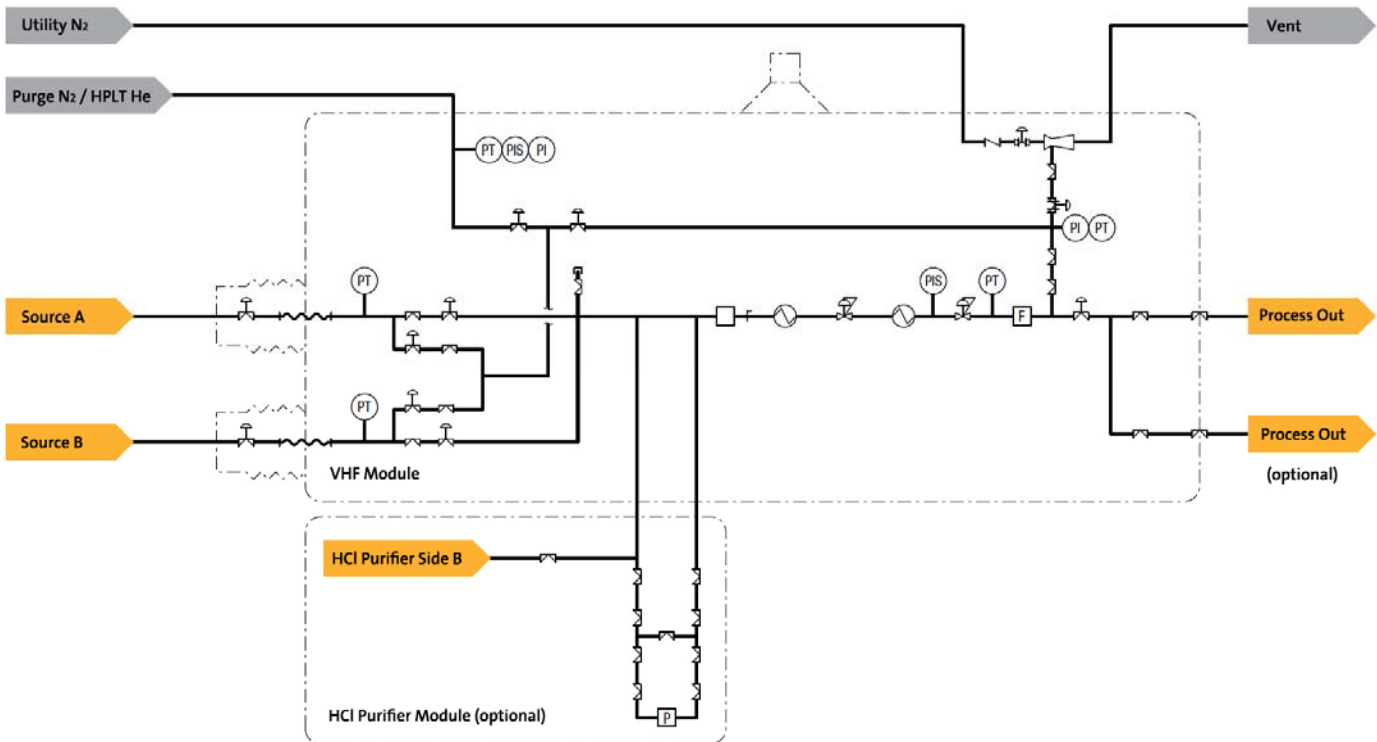 Utility N₂
Vent
Purge N₂ / HPLT He
PT PIS PI
PI PT
PT
PIS
PT
Source A
F
Process Out
PT
Source B
Process Out
VHF Module
(optional)
HCl Purifier Side B
P
HCl Purifier Module (optional)